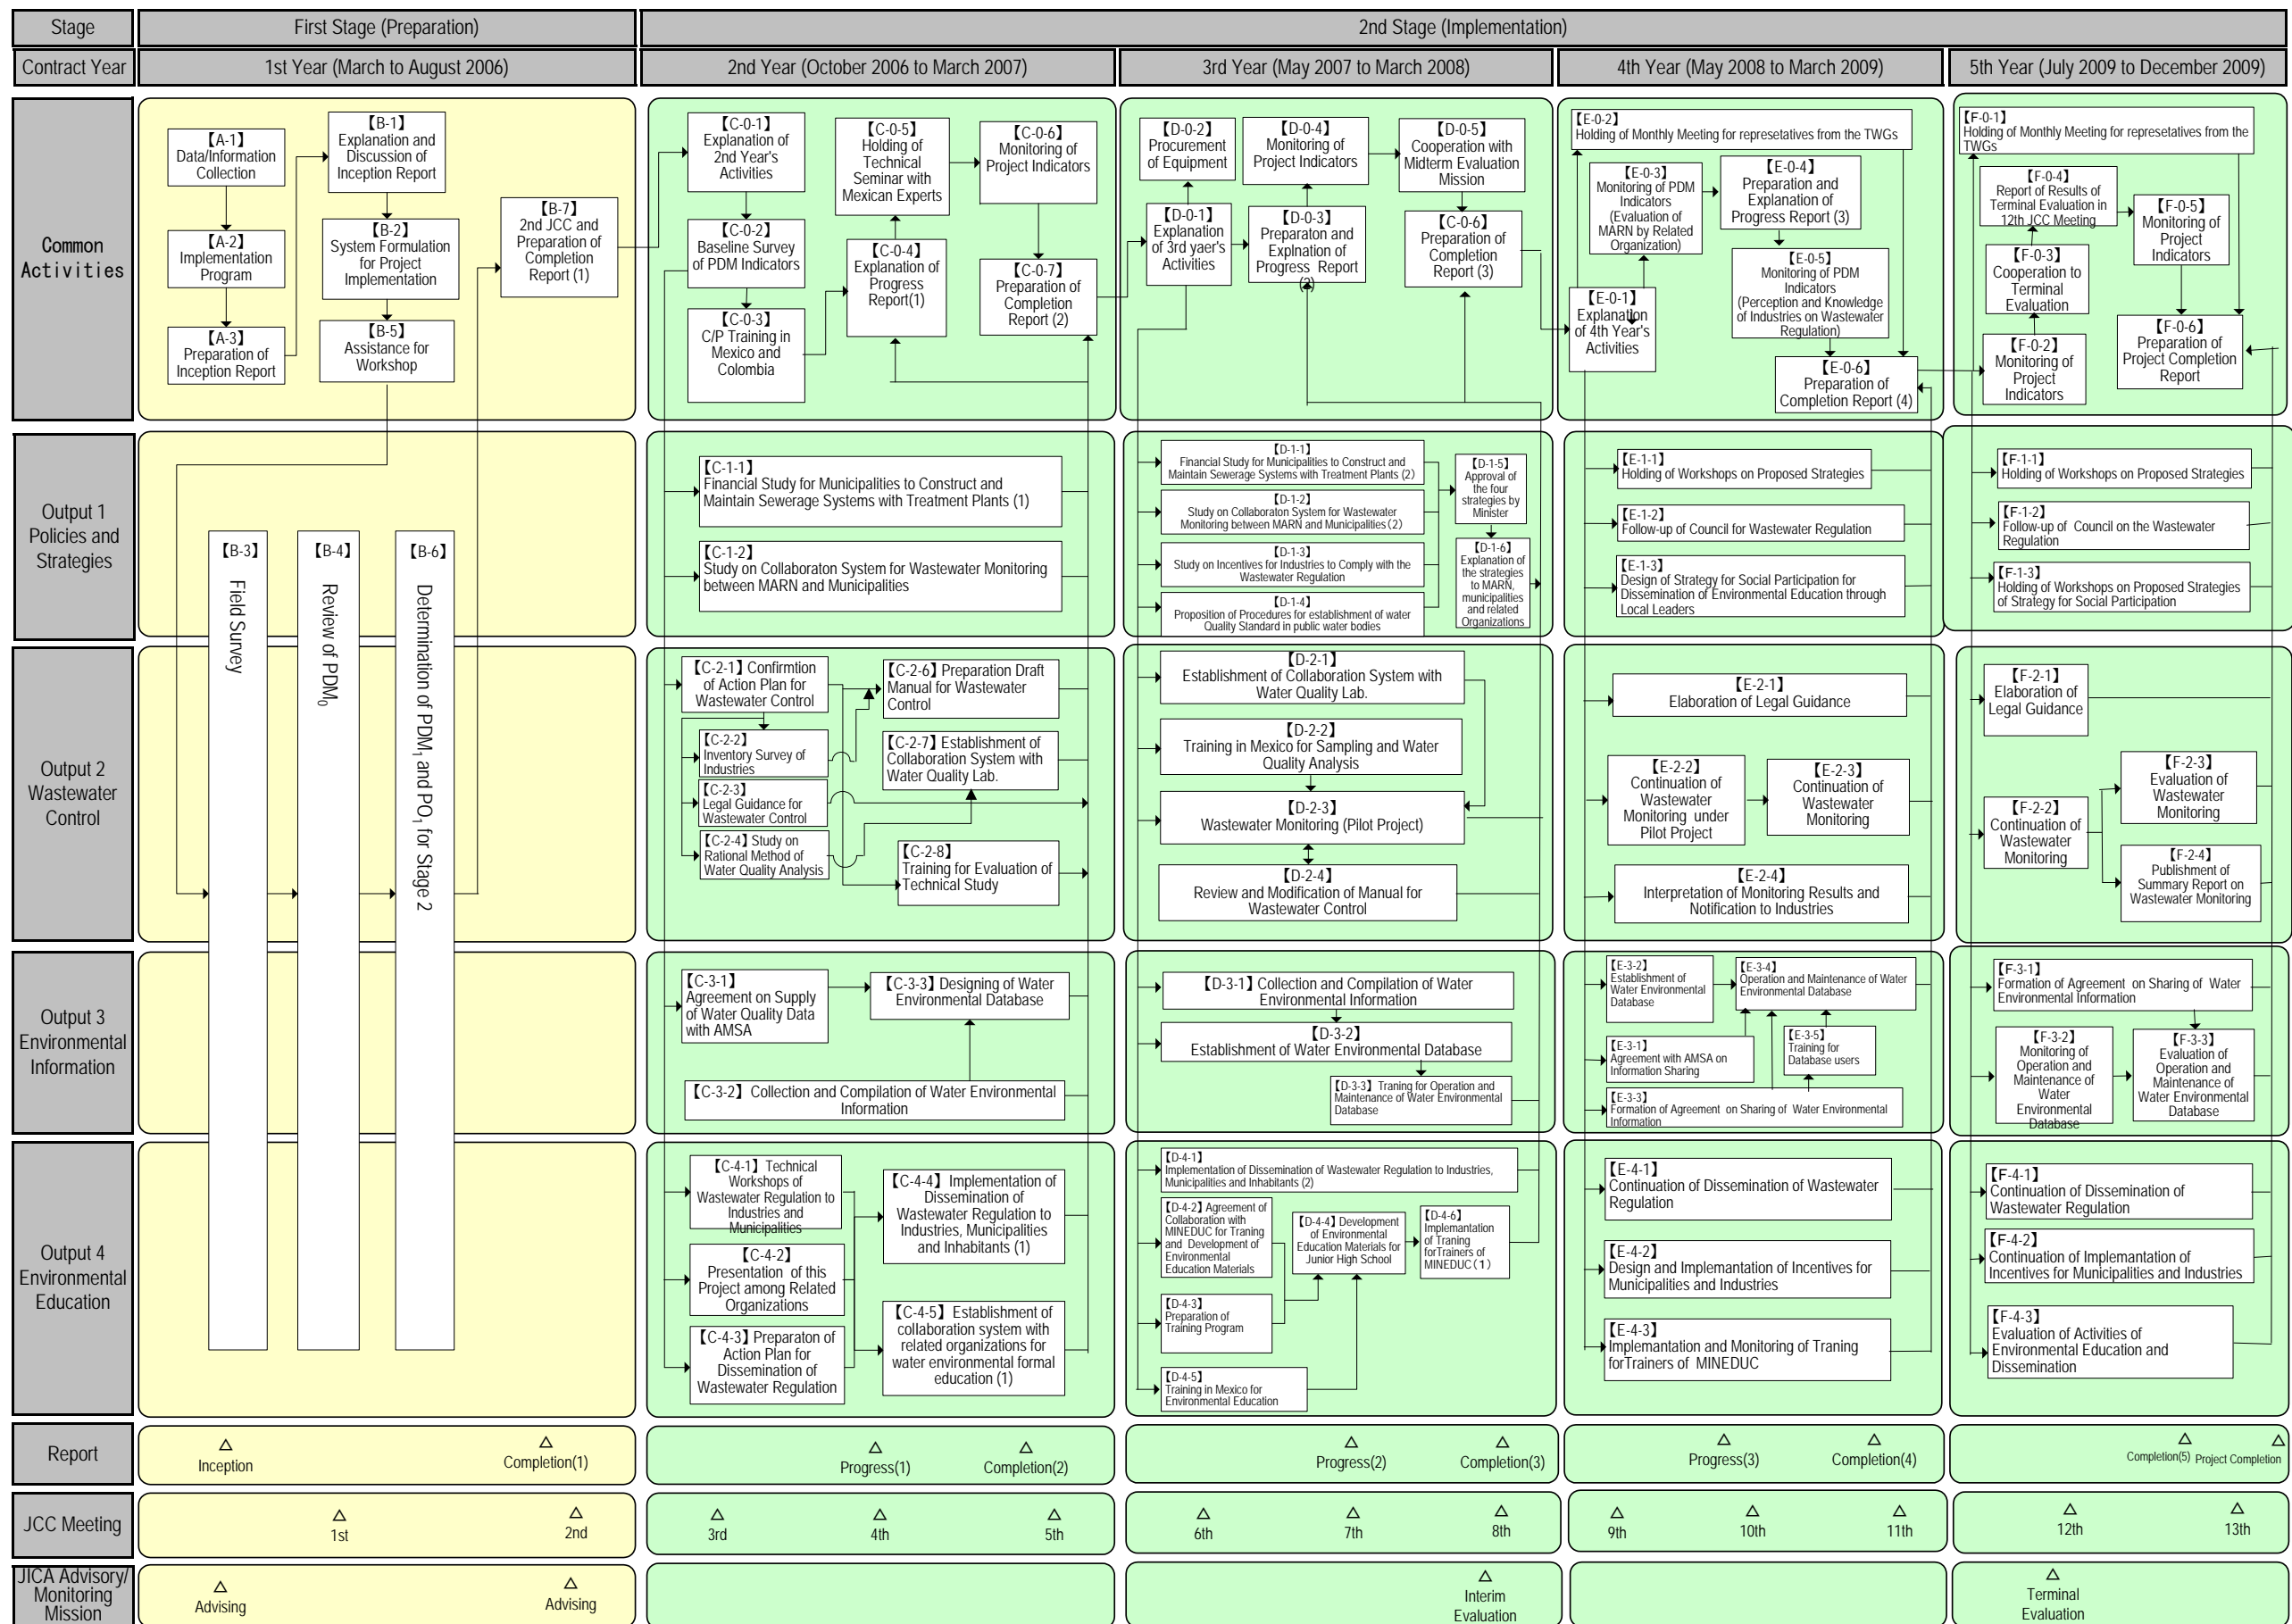 Stage
First Stage (Preparation)
2nd Stage (Implementation)
Contract Year
1st Year (March to August 2006)
2nd Year (October 2006 to March 2007)
3rd Year (May 2007 to March 2008)
4th Year (May 2008 to March 2009)
5th Year (July 2009 to December 2009)
Common
Activities
【A-1】
Data/Information
Collection
【A-2】
Implementation
Program
【A-3】
Preparation of
Inception Report
【B-1】
Explanation and
Discussion of
Inception Report
【B-2】
System Formulation
for Project
Implementation
【B-5】
Assistance for
Workshop
【B-7】
2nd JCC and
Preparation of
Completion
Report (1)
【C-0-1】
Explanation of
2nd Year's
Activities
【C-0-2】
Baseline Survey
of PDM Indicators
【C-0-3】
C/P Training in
Mexico and
Colombia
【C-0-5】
Holding of
Technical
Seminar with
Mexican Experts
【C-0-4】
Explanation of
Progress
Report(1)
【C-0-6】
Monitoring of
Project Indicators
【C-0-7】
Preparation of
Completion
Report (2)
【D-0-2】
Procurement
of Equipment
【D-0-1】
Explanation
of 3rd yaer's
Activities
【D-0-4】
Monitoring of
Project Indicators
【D-0-3】
Preparaton and
Explnation of
Progress Report
(2)
【D-0-5】
Cooperation with
Midterm Evaluation
Mission
【C-0-6】
Preparation of
Completion
Report (3)
【E-0-2】
Holding of Monthly Meeting for represetatives from the TWGs
【E-0-3】
Monitoring of PDM
Indicators
(Evaluation of
MARN by Related
Organization)
【E-0-4】
Preparation and
Explanation of
Progress Report (3)
【E-0-5】
Monitoring of PDM
Indicators
(Perception and Knowledge
of Industries on Wastewater
Regulation)
【E-0-1】
Explanation
of 4th Year's
Activities
【E-0-6】
Preparation of
Completion Report (4)
【F-0-1】
Holding of Monthly Meeting for represetatives from the
TWGs
【F-0-4】
Report of Results of
Terminal Evaluation in
12th JCC Meeting
【F-0-5】
Monitoring of
Project
Indicators
【F-0-3】
Cooperation to
Terminal
Evaluation
【F-0-2】
Monitoring of
Project
Indicators
【F-0-6】
Preparation of
Project Completion
Report
Output 1
Policies and
Strategies
【B-3】
Field Survey
【B-4】
Review of PDM0
【B-6】
Determination of PDM1 and PO1 for Stage 2
【C-1-1】
Financial Study for Municipalities to Construct and
Maintain Sewerage Systems with Treatment Plants (1)
【C-1-2】
Study on Collaboraton System for Wastewater Monitoring
between MARN and Municipalities
【D-1-1】
Financial Study for Municipalities to Construct and
Maintain Sewerage Systems with Treatment Plants (2)
【D-1-2】
Study on Collaboraton System for Wastewater
Monitoring between MARN and Municipalities(2)
【D-1-3】
Study on Incentives for Industries to Comply with the
Wastewater Regulation
【D-1-4】
Proposition of Procedures for establishment of water
Quality Standard in public water bodies
【D-1-5】
Approval of
the four
strategies by
Minister
【D-1-6】
Explanation of
the strategies
to MARN,
municipalities
and related
Organizations
【E-1-1】
Holding of Workshops on Proposed Strategies
【E-1-2】
Follow-up of Council for Wastewater Regulation
【E-1-3】
Design of Strategy for Social Participation for
Dissemination of Environmental Education through
Local Leaders
【F-1-1】
Holding of Workshops on Proposed Strategies
【F-1-2】
Follow-up of Council on the Wastewater
Regulation
【F-1-3】
Holding of Workshops on Proposed Strategies
of Strategy for Social Participation
Output 2
Wastewater
Control
【C-2-1】 Confirmtion
of Action Plan for
Wastewater Control
【C-2-2】
Inventory Survey of
Industries
【C-2-3】
Legal Guidance for
Wastewater Control
【C-2-4】 Study on
Rational Method of
Water Quality Analysis
【C-2-6】 Preparation Draft
Manual for Wastewater
Control
【C-2-7】 Establishment of
Collaboration System with
Water Quality Lab.
【C-2-8】
Training for Evaluation of
Technical Study
【D-2-1】
Establishment of Collaboration System with
Water Quality Lab.
【D-2-2】
Training in Mexico for Sampling and Water
Quality Analysis
【D-2-3】
Wastewater Monitoring (Pilot Project)
【D-2-4】
Review and Modification of Manual for
Wastewater Control
【E-2-1】
Elaboration of Legal Guidance
【E-2-2】
Continuation of
Wastewater
Monitoring under
Pilot Project
【E-2-3】
Continuation of
Wastewater
Monitoring
【E-2-4】
Interpretation of Monitoring Results and
Notification to Industries
【F-2-1】
Elaboration of
Legal Guidance
【F-2-2】
Continuation of
Wastewater
Monitoring
【F-2-3】
Evaluation of
Wastewater
Monitoring
【F-2-4】
Publishment of
Summary Report on
Wastewater Monitoring
Output 3
Environmental
Information
【C-3-1】
Agreement on Supply
of Water Quality Data
with AMSA
【C-3-3】 Designing of Water
Environmental Database
【C-3-2】 Collection and Compilation of Water Environmental
Information
【D-3-1】 Collection and Compilation of Water
Environmental Information
【D-3-2】
Establishment of Water Environmental Database
【D-3-3】 Traning for Operation and
Maintenance of Water Environmental
Database
【E-3-2】
Establishment of
Water Environmental
Database
【E-3-4】
Operation and Maintenance of Water
Environmental Database
【E-3-1】
Agreement with AMSA on
Information Sharing
【E-3-5】
Training for
Database users
【E-3-3】
Formation of Agreement on Sharing of Water Environmental
Information
【F-3-1】
Formation of Agreement on Sharing of Water
Environmental Information
【F-3-2】
Monitoring of
Operation and
Maintenance of
Water
Environmental
Database
【F-3-3】
Evaluation of
Operation and
Maintenance of
Water Environmental
Database
Output 4
Environmental
Education
【C-4-1】 Technical
Workshops of
Wastewater Regulation to
Industries and
Municipalities
【C-4-2】
Presentation of this
Project among Related
Organizations
【C-4-3】 Preparaton of
Action Plan for
Dissemination of
Wastewater Regulation
【C-4-4】 Implementation of
Dissemination of
Wastewater Regulation to
Industries, Municipalities
and Inhabitants (1)
【C-4-5】 Establishment of
collaboration system with
related organizations for
water environmental formal
education (1)
【D-4-1】
Implementation of Dissemination of Wastewater Regulation to Industries,
Municipalities and Inhabitants (2)
【D-4-2】 Agreement of
Collaboration with
MINEDUC for Traning
and Development of
Environmental
Education Materials
【D-4-3】
Preparation of
Training Program
【D-4-4】 Development
of Environmental
Education Materials for
Junior High School
【D-4-6】
Implemantation
of Traning
forTrainers of
MINEDUC(1)
【D-4-5】
Training in Mexico for
Environmental Education
【E-4-1】
Continuation of Dissemination of Wastewater
Regulation
【E-4-2】
Design and Implemantation of Incentives for
Municipalities and Industries
【E-4-3】
Implemantation and Monitoring of Traning
forTrainers of MINEDUC
【F-4-1】
Continuation of Dissemination of
Wastewater Regulation
【F-4-2】
Continuation of Implemantation of
Incentives for Municipalities and Industries
【F-4-3】
Evaluation of Activities of
Environmental Education and
Dissemination
Report
Inception
Completion(1)
Progress(1)
Completion(2)
Progress(2)
Completion(3)
Progress(3)
Completion(4)
Completion(5)
Project Completion
JCC Meeting
1st
2nd
3rd
4th
5th
6th
7th
8th
9th
10th
11th
12th
13th
JICA Advisory/
Monitoring
Mission
Advising
Advising
Interim
Evaluation
Terminal
Evaluation